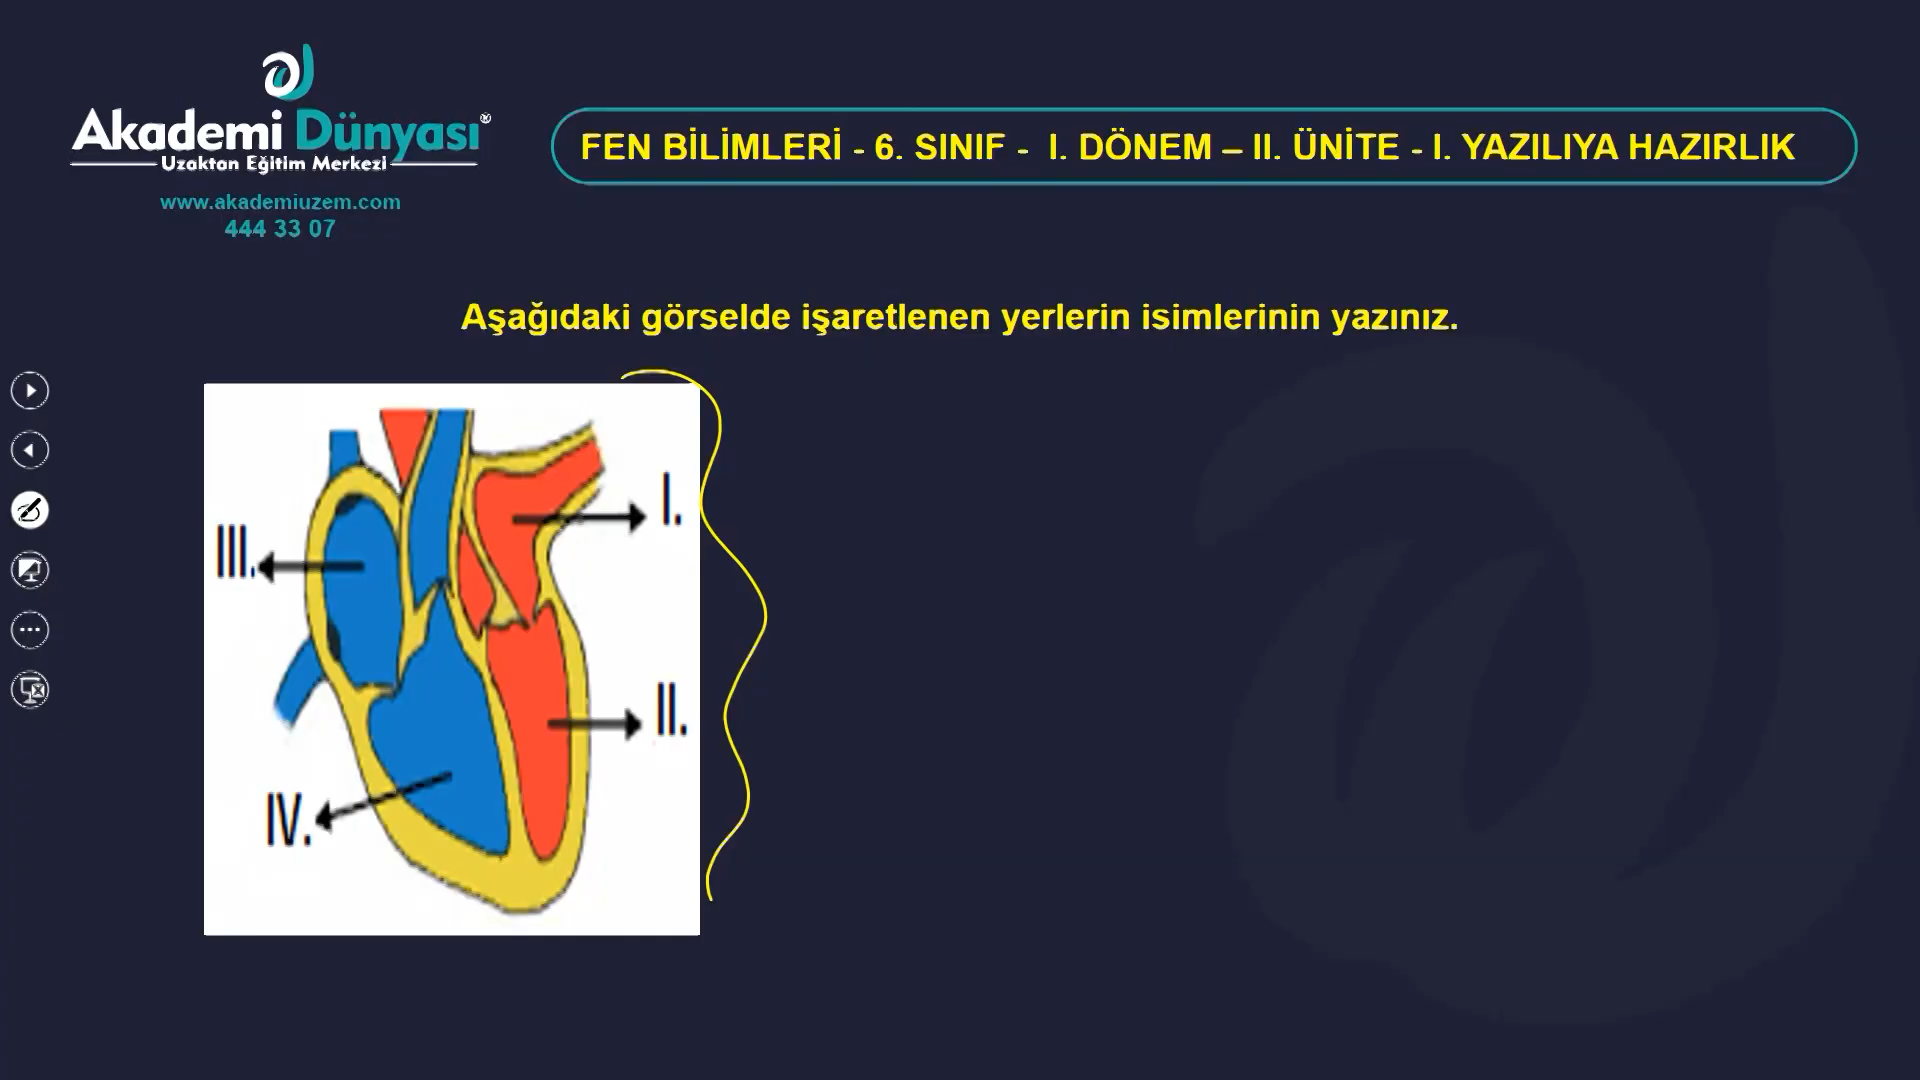 Akademi Dünyası®
Uzaktan Eğitim Merkezi
www.akademiuzem.com
444 33 07
FEN BİLİMLERİ - 6. SINIF - I. DÖNEM – II. ÜNİTE - I. YAZILIYA HAZIRLIK
Aşağıdaki görselde işaretlenen yerlerin isimlerinin yazınız.
I.
III.
II.
IV.